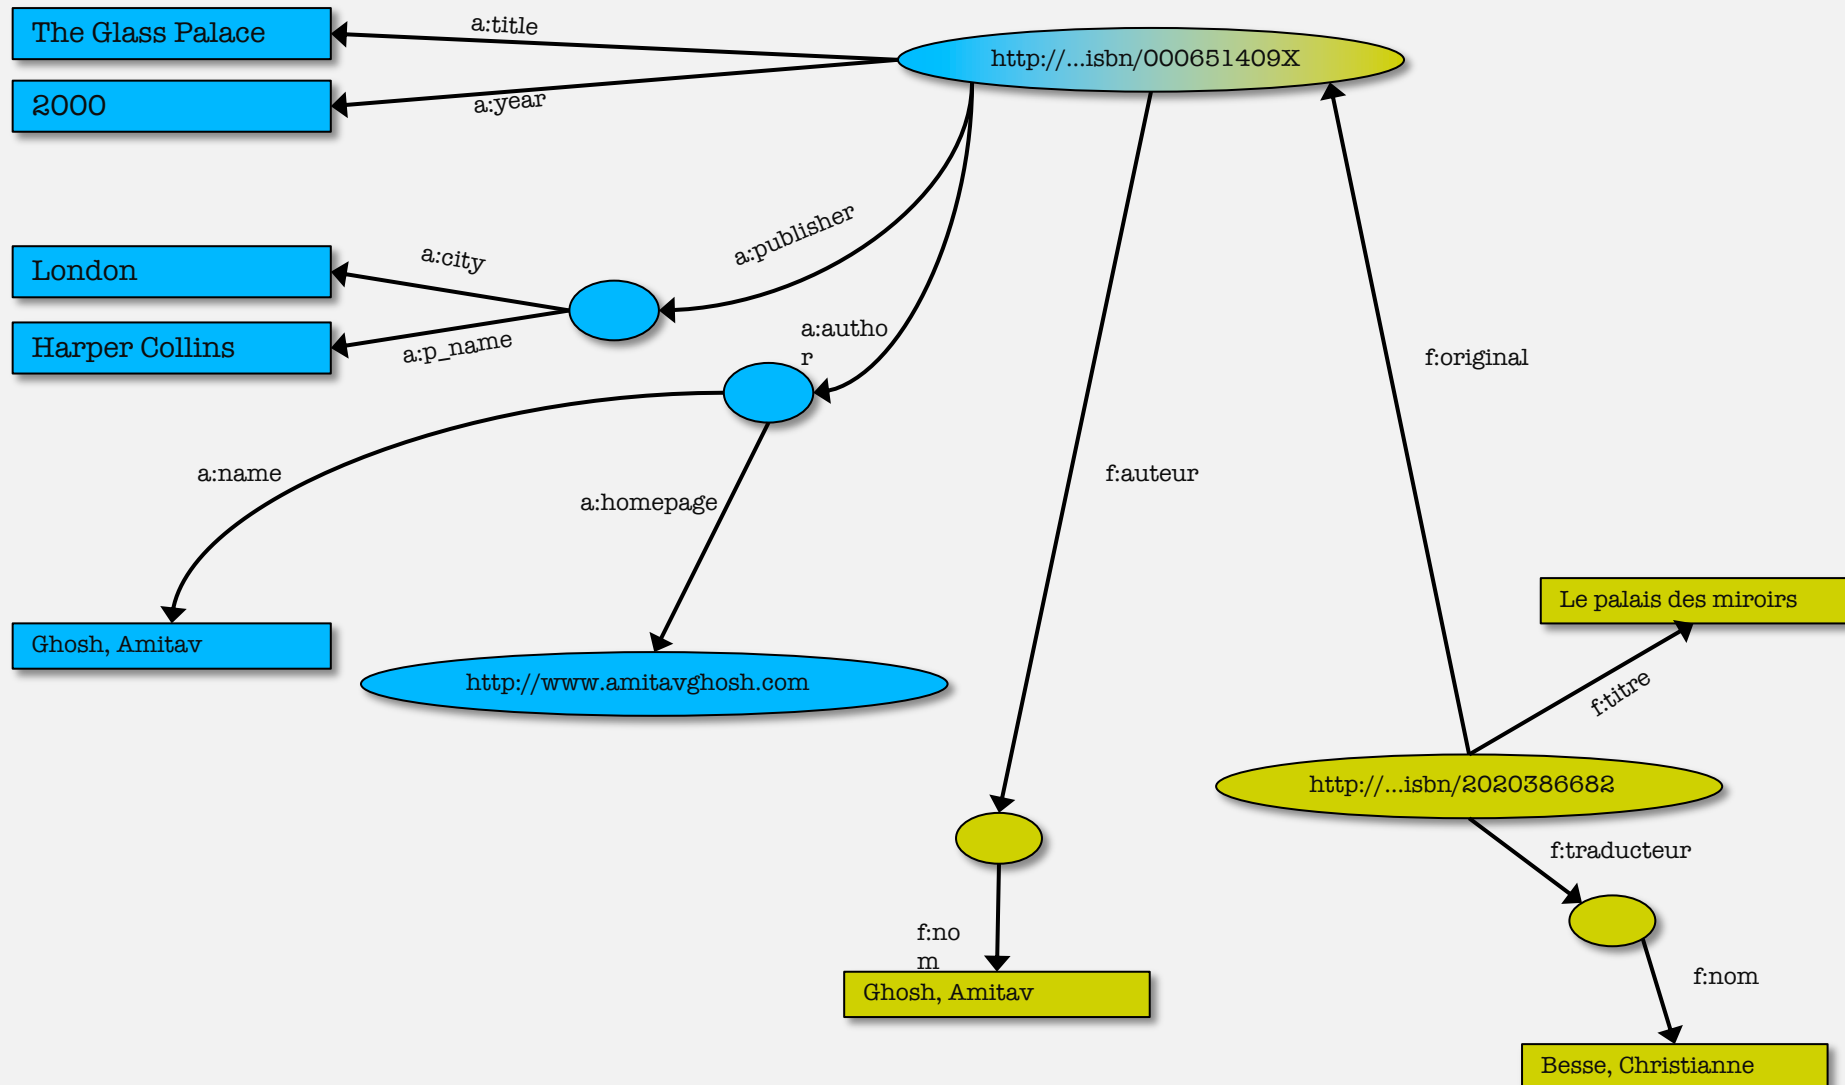 The Glass Palace
a:title
http://...isbn/000651409X
2000
a:year
a:publisher
London
a:city
Harper Collins
a:p_name
a:autho
r
f:original
a:name
a:homepage
f:auteur
Le palais des miroirs
Ghosh, Amitav
http://www.amitavghosh.com
f:titre
http://...isbn/2020386682
f:traducteur
f:no
m
f:nom
Ghosh, Amitav
Besse, Christianne